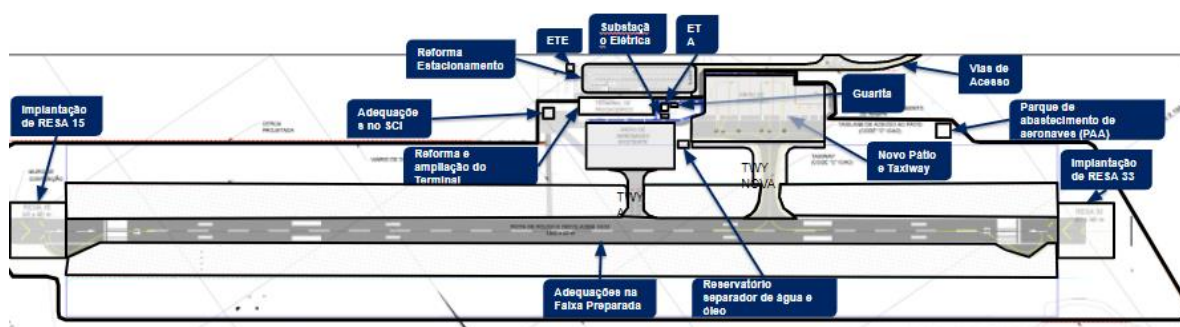 Substaçã
o Elétrica
ET
A
ETE
Reforma
Estacionamento
Vias de
Acesso
Guarita
Implantação
de RESA 15
Adequaçõe
s no SCI
Parque de
abastecimento de
aeronaves (PAA)
Reforma e
ampliação do
Terminal
Novo Pátio
e Taxiway
Implantação
de RESA 33
TWY
NOVA
TWY
A
Adequações na
Faixa Preparada
Reservatório
separador de água e
óleo